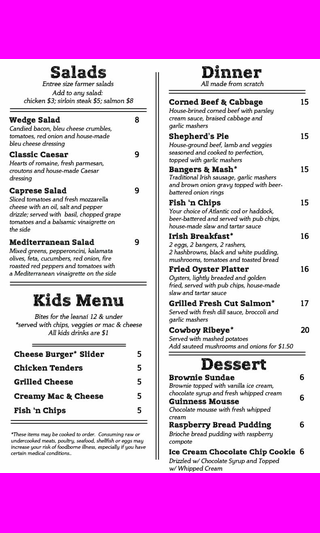 Salads
Entree size farmer salads
Add to any salad:
chicken $3; sirloin steak $5; salmon $8
Wedge Salad 8
Candied bacon, bleu cheese crumbles,
tomatoes, red onion and house-made
bleu cheese dressing
Classic Caesar 9
Hearts of romaine, fresh parmesan,
croutons and house-made Caesar
dressing
Caprese Salad 9
Sliced tomatoes and fresh mozzarella
cheese with an oil, salt and pepper
drizzle; served with basil, chopped grape
tomatoes and a balsamic vinaigrette on
the side
Mediterranean Salad 9
Mixed greens, pepperoncini, kalamata
olives, feta, cucumbers, red onion, fire
roasted red peppers and tomatoes with
a Mediterranean vinaigrette on the side
Kids Menu
Bites for the leanaí 12 & under
*served with chips, veggies or mac & cheese
All kids drinks are $1
Cheese Burger* Slider 5
Chicken Tenders 5
Grilled Cheese 5
Creamy Mac & Cheese 5
Fish 'n Chips 5
*These items may be cooked to order. Consuming raw or
undercooked meats, poultry, seafood, shellfish or eggs may
increase your risk of foodborne illness, especially if you have
certain medical conditions..
Dinner
All made from scratch
Corned Beef & Cabbage 15
House-brined corned beef with parsley
cream sauce, braised cabbage and
garlic mashers
Shepherd's Pie 15
House-ground beef, lamb and veggies
seasoned and cooked to perfection,
topped with garlic mashers
Bangers & Mash* 15
Traditional Irish sausage, garlic mashers
and brown onion gravy topped with beer-
battered onion rings
Fish 'n Chips 15
Your choice of Atlantic cod or haddock,
beer-battered and served with pub chips,
house-made slaw and tartar sauce
Irish Breakfast* 16
2 eggs, 2 bangers, 2 rashers,
2 hashbrowns, black and white pudding,
mushrooms, tomatoes and toasted bread
Fried Oyster Platter 16
Oysters, lightly breaded and golden
fried, served with pub chips, house-made
slaw and tartar sauce
Grilled Fresh Cut Salmon* 17
Served with fresh dill sauce, broccoli and
garlic mashers
Cowboy Ribeye* 20
Served with mashed potatoes
Add sauteed mushrooms and onions for $1.50
Dessert
Brownie Sundae 6
Brownie topped with vanilla ice cream,
chocolate syrup and fresh whipped cream
Guinness Mousse 6
Chocolate mouse with fresh whipped
cream
Raspberry Bread Pudding 6
Brioche bread pudding with raspberry
compote
Ice Cream Chocolate Chip Cookie 6
Drizzled w/ Chocolate Syrup and Topped
w/ Whipped Cream